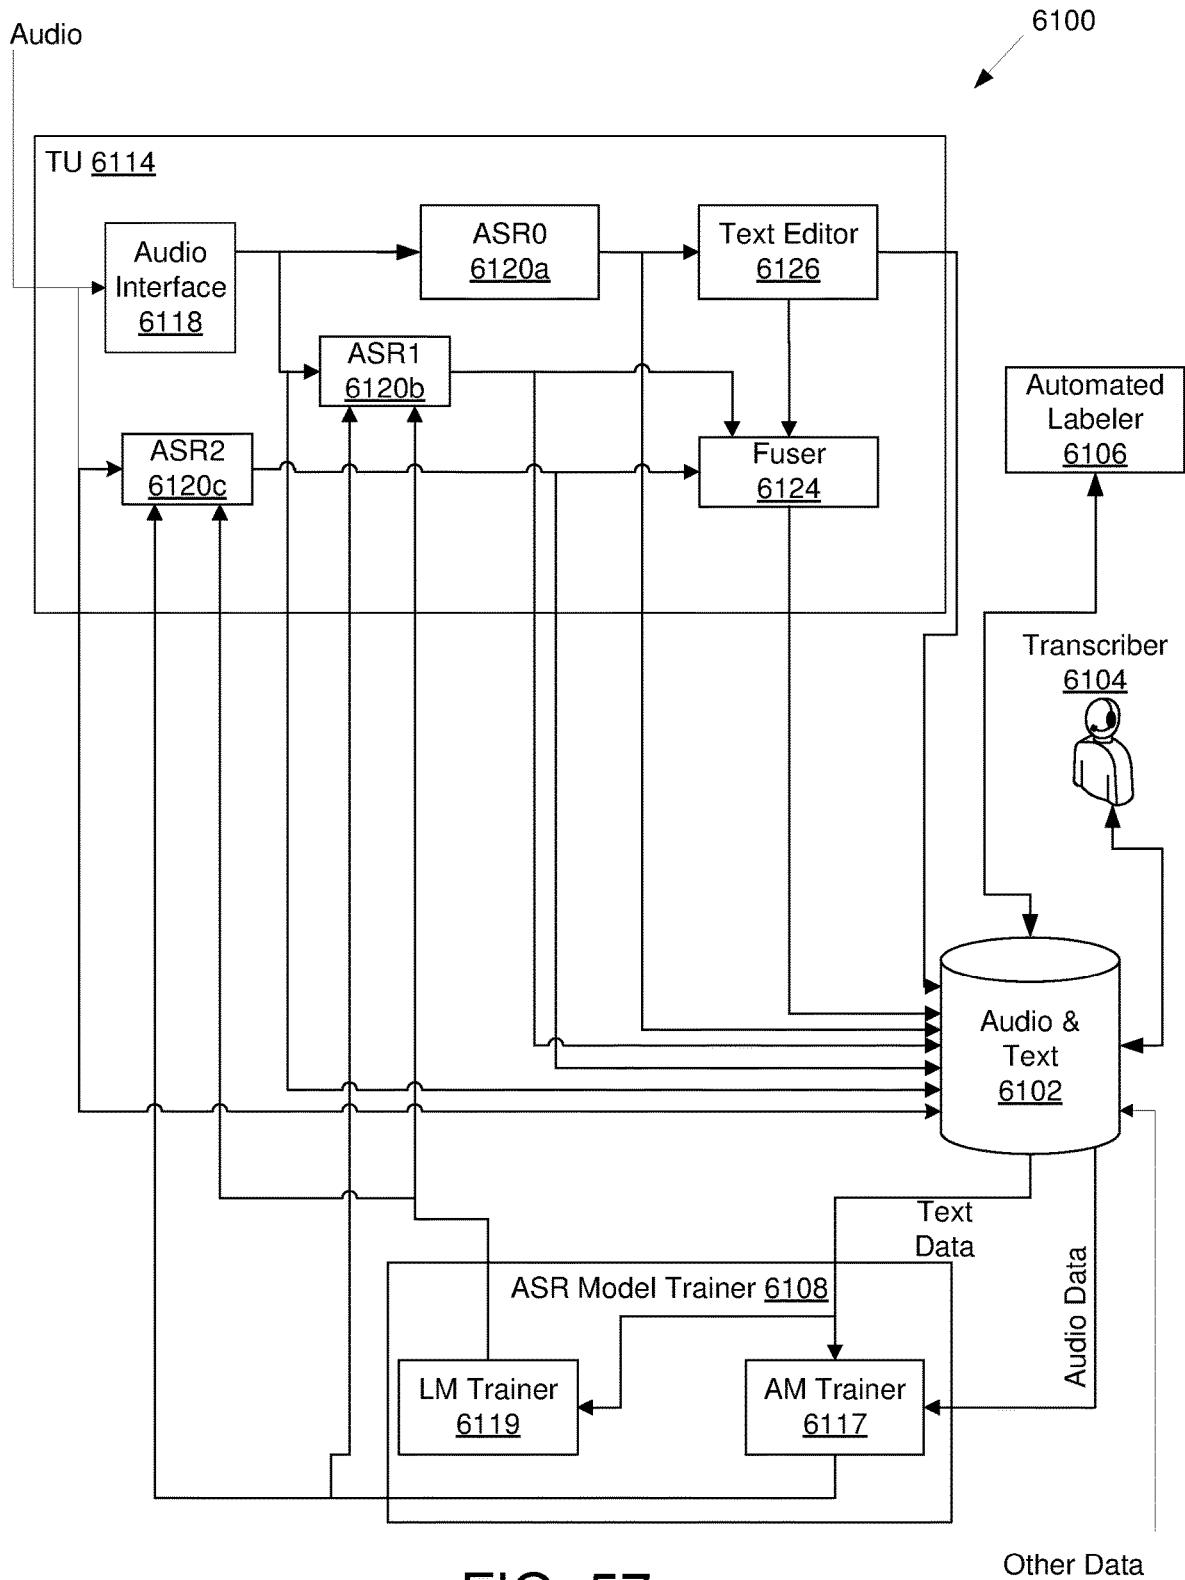 Audio
6100
TU 6114
Audio
Interface
6118
ASR0
6120a
Text Editor
6126
ASR1
6120b
ASR2
6120c
Fuser
6124
Automated
Labeler
6106
Transcriber
6104
Audio &
Text
6102
Text
Data
Audio Data
ASR Model Trainer 6108
LM Trainer
6119
AM Trainer
6117
Other Data